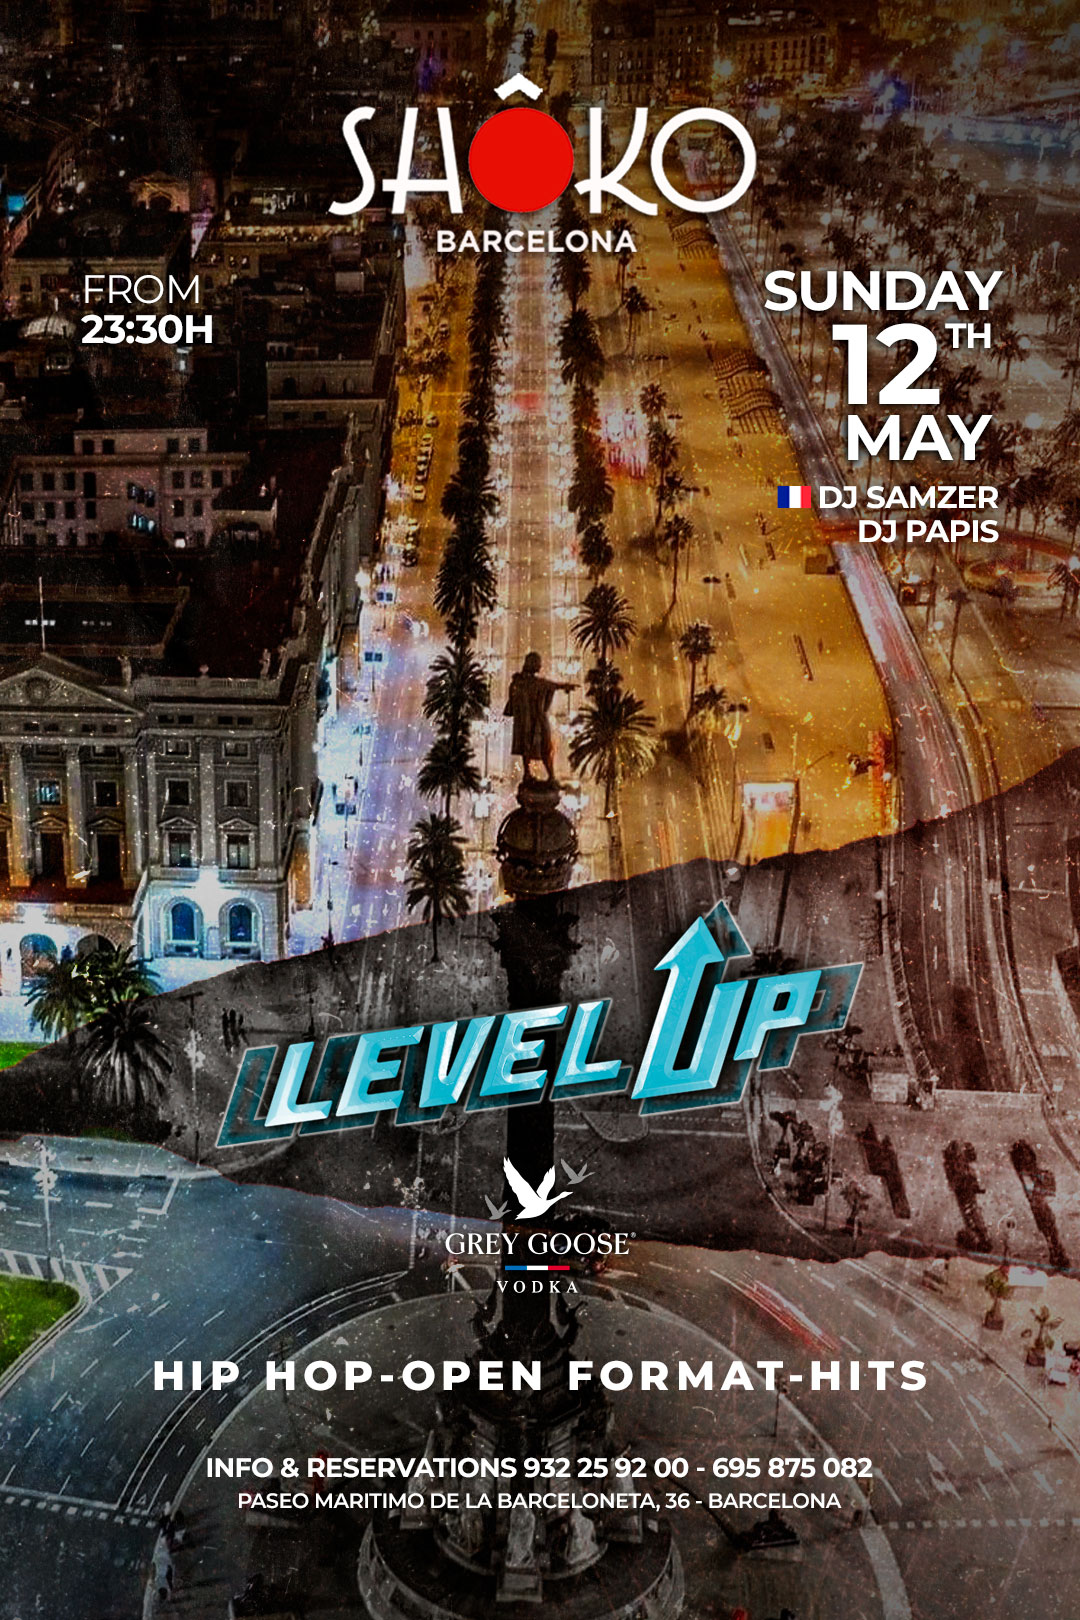 SHÔKO
BARCELONA
FROM
23:30H
SUNDAY
12TH
MAY
DJ SAMZER
DJ PAPIS
LEVEL UP
GREY GOOSE®
VODKA
HIP HOP-OPEN FORMAT-HITS
INFO & RESERVATIONS 932 25 92 00 - 695 875 082
PASEO MARITIMO DE LA BARCELONETA, 36 - BARCELONA